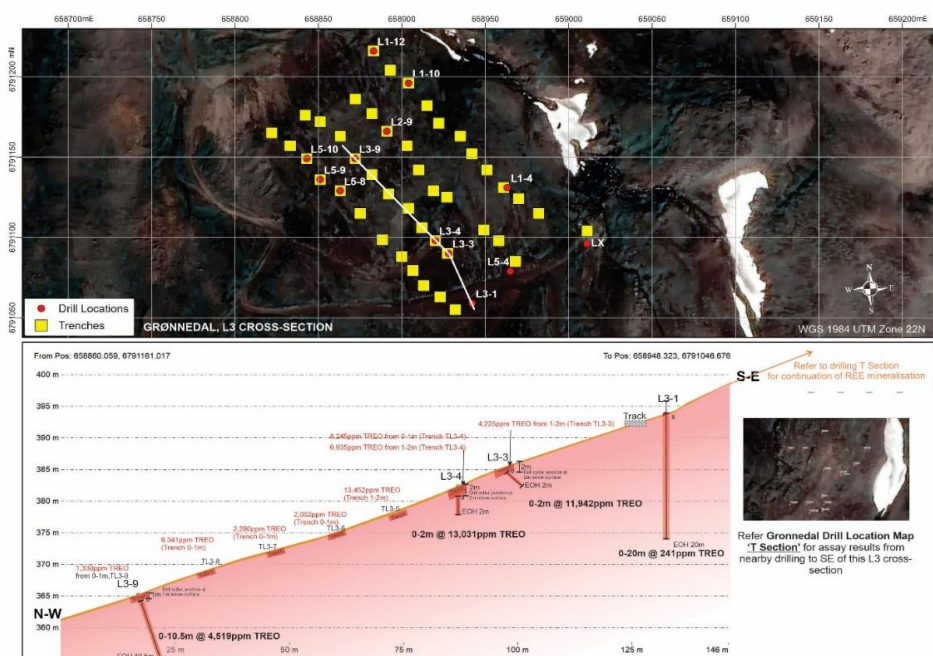 658700mE
658750
658800
658850
658900
658950
659000
659050
659100
659150
659200mE
6791200 mN
6791150
6791100
6791050
L1-12
L1-10
L2-9
L5-10
L3-9
L5-9
L5-8
L1-4
L3-4
L3-3
LX
L5-4
L3-1
N
W
E
S
Drill Locations
Trenches
GRØNNEDAL, L3 CROSS-SECTION
WGS 1984 UTM Zone 22N
From Pos: 658860.059, 6791161.017
To Pos: 658948.323, 6791046.676
Refer to drilling T Section
for continuation of REE mineralisation
400 m
S-E
395 m
390 m
385 m
380 m
375 m
370 m
365 m
360 m
L3-1
Track
4,225ppm TREO from 1-2m (Trench TL3-3)
8,245ppm TREO from 0-1m (Trench TL3-4)
6,935ppm TREO from 1-2m (Trench TL3-4)
L3-3
2m
EOH 2m
L3-4
2m
EOH 2m
13,452ppm TREO
(Trench 1-2m)
TL3-5
0-2m @ 11,942ppm TREO
0-2m @ 13,031ppm TREO
2,052ppm TREO
(Trench 0-1m)
TL3-6
2,280ppm TREO
(Trench 0-1m)
TL3-7
9,341ppm TREO
(Trench 0-1m)
TL3-8
1,339ppm TREO
from 0-1m, TL3-9
L3-9
EOH 20m
0-20m @ 241ppm TREO
Refer Gronnedal Drill Location Map
'T Section' for assay results from
nearby drilling to SE of this L3 cross-
section
N-W
0-10.5m @ 4,519ppm TREO
25 m
50 m
75 m
100 m
125 m
146 m